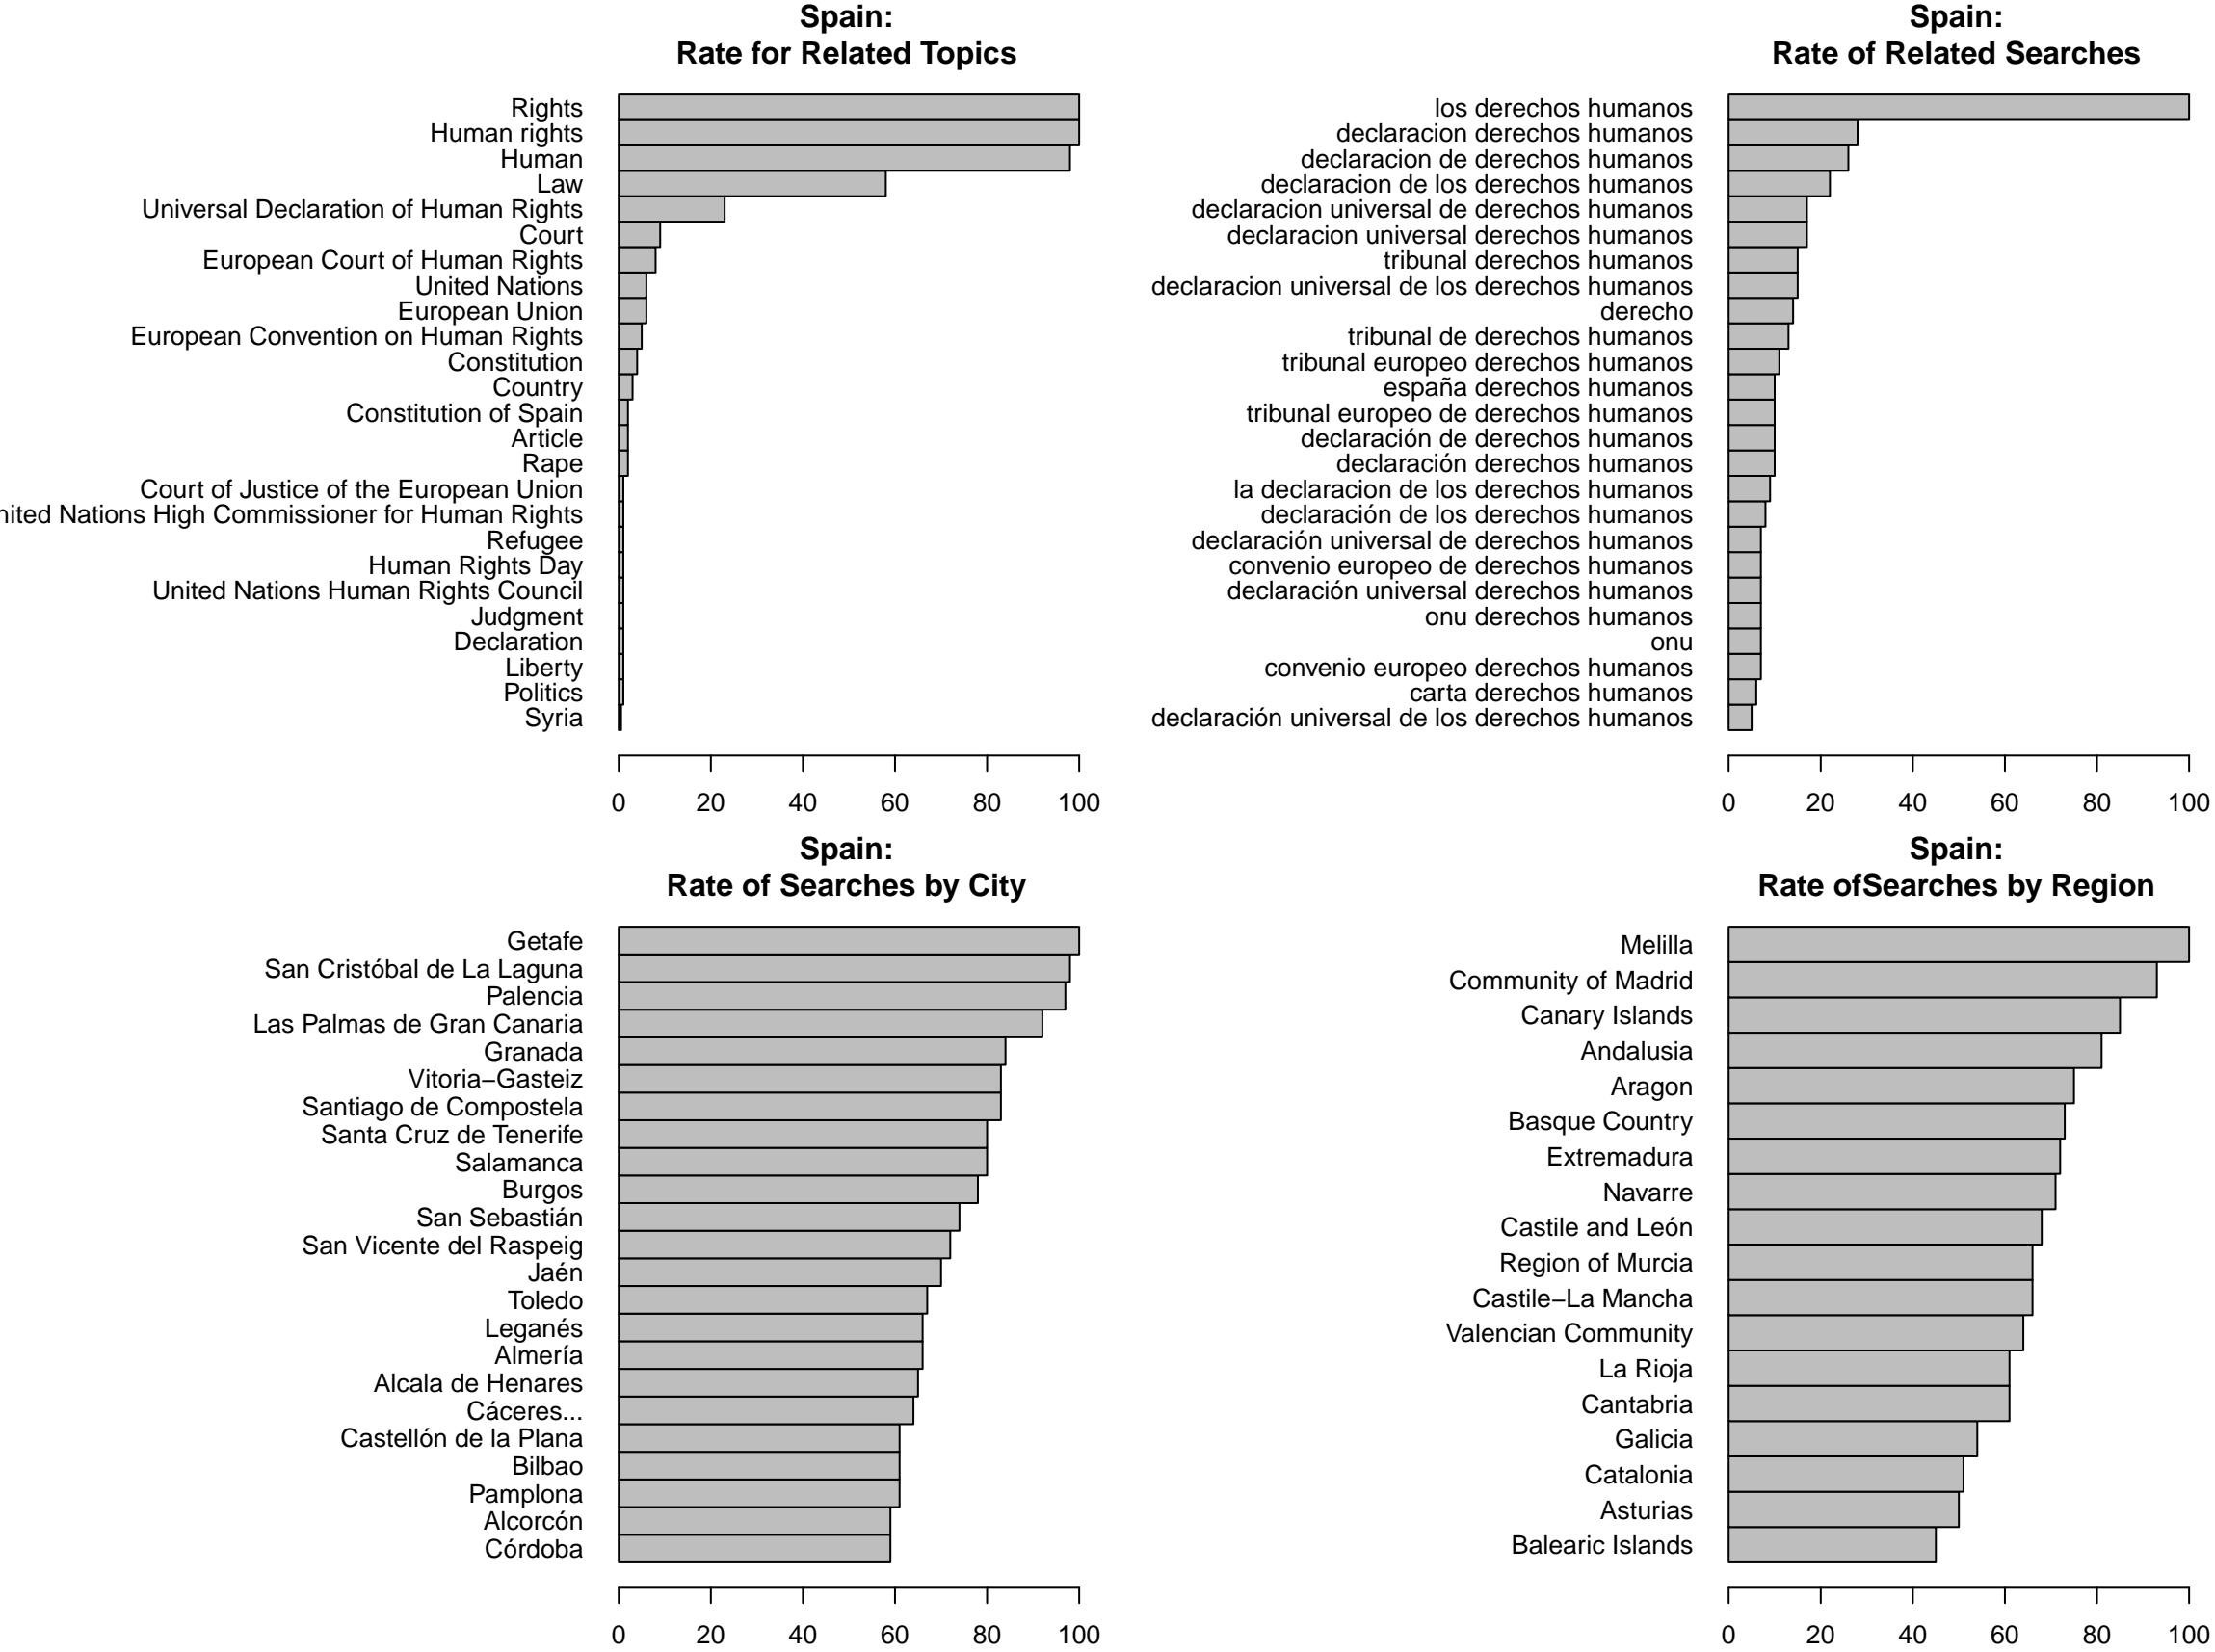 Spain:
Rate for Related Topics
Rights
Human rights
Human
Law
Universal Declaration of Human Rights
Court
European Court of Human Rights
United Nations
European Union
European Convention on Human Rights
Constitution
Country
Constitution of Spain
Article
Rape
Court of Justice of the European Union
nited Nations High Commissioner for Human Rights
Refugee
Human Rights Day
United Nations Human Rights Council
Judgment
Declaration
Liberty
Politics
Syria
0 20 40 60 80 100
Spain:
Rate of Related Searches
los derechos humanos
declaracion derechos humanos
declaracion de derechos humanos
declaracion de los derechos humanos
declaracion universal de derechos humanos
declaracion universal derechos humanos
tribunal derechos humanos
declaracion universal de los derechos humanos
derecho
tribunal de derechos humanos
tribunal europeo derechos humanos
españa derechos humanos
tribunal europeo de derechos humanos
declaración de derechos humanos
declaración derechos humanos
la declaracion de los derechos humanos
declaración de los derechos humanos
declaración universal de derechos humanos
convenio europeo de derechos humanos
declaración universal derechos humanos
onu derechos humanos
onu
convenio europeo derechos humanos
carta derechos humanos
declaración universal de los derechos humanos
0 20 40 60 80 100
Spain:
Rate of Searches by City
Getafe
San Cristóbal de La Laguna
Palencia
Las Palmas de Gran Canaria
Granada
Vitoria−Gasteiz
Santiago de Compostela
Santa Cruz de Tenerife
Salamanca
Burgos
San Sebastián
San Vicente del Raspeig
Jaén
Toledo
Leganés
Almería
Alcala de Henares
Cáceres...
Castellón de la Plana
Bilbao
Pamplona
Alcorcón
Córdoba
0 20 40 60 80 100
Spain:
Rate ofSearches by Region
Melilla
Community of Madrid
Canary Islands
Andalusia
Aragon
Basque Country
Extremadura
Navarre
Castile and León
Region of Murcia
Castile−La Mancha
Valencian Community
La Rioja
Cantabria
Galicia
Catalonia
Asturias
Balearic Islands
0 20 40 60 80 100